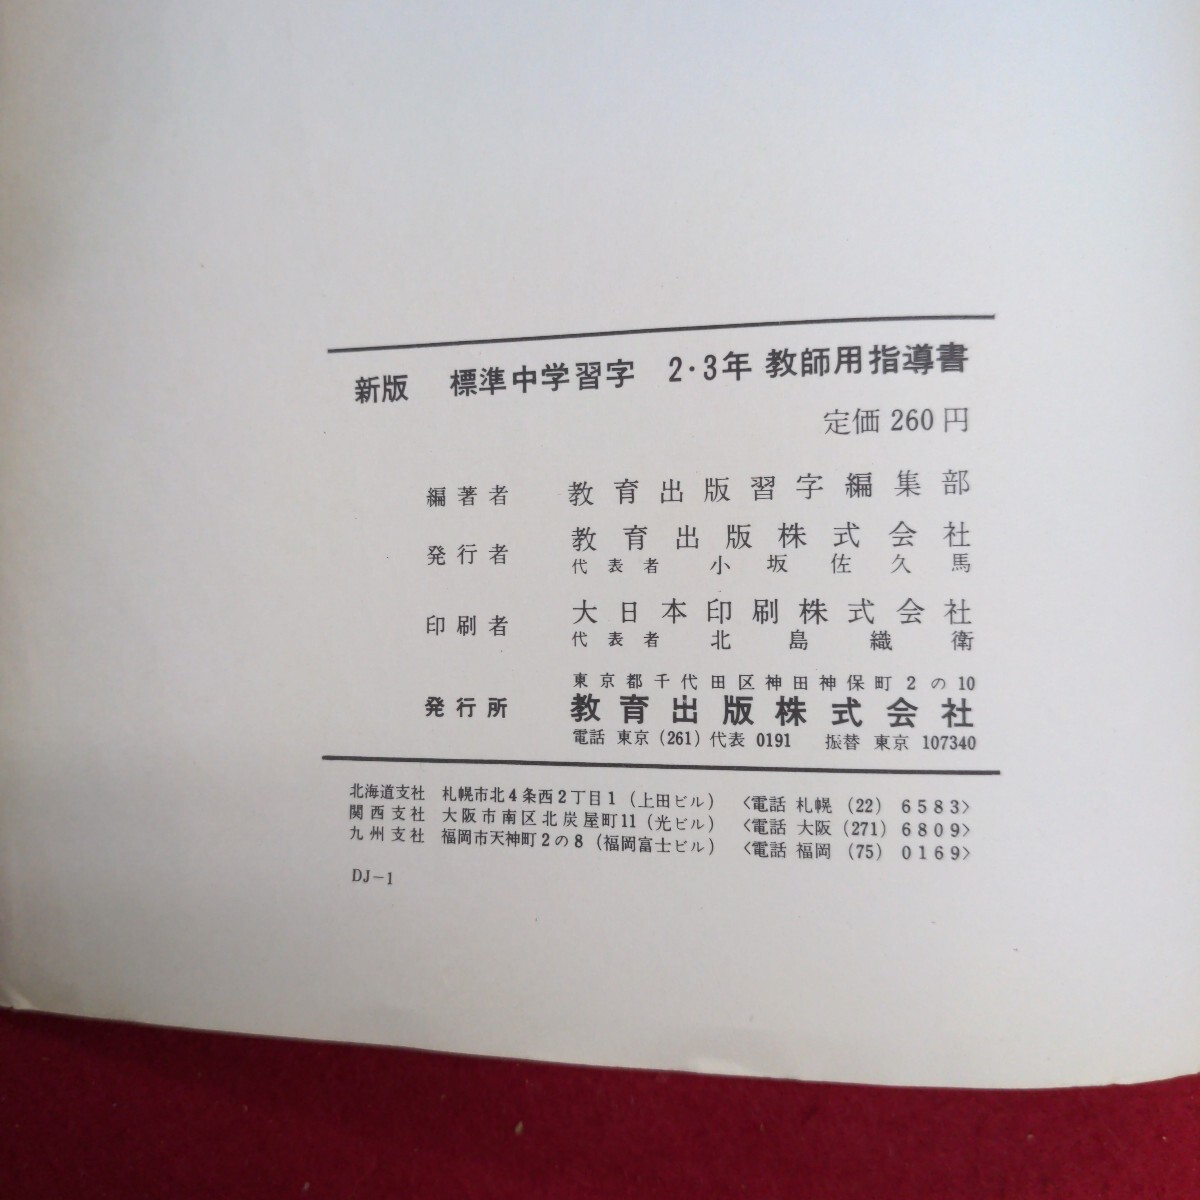 新版 標準中学習字 2・3年 教師用指導書
定価 260 円
編著者 教育出版習字編集部
発行者 教育出版株式会社
代表者 小坂佐久馬
印刷者 大日本印刷株式会社
代表者 北島織衛
東京都千代田区神田神保町2の10
発行所 教育出版株式会社
電話 東京 (261) 代表 0191 振替 東京 107340
北海道支社 札幌市北4条西2丁目1 (上田ビル) 〈電話 札幌 (22) 6583〉
関西支社 大阪市南区北炭屋町11 (光ビル) 〈電話 大阪 (271) 6809〉
九州支社 福岡市天神町2の8 (福岡富士ビル) 〈電話 福岡 (75) 0169〉
DJ-1